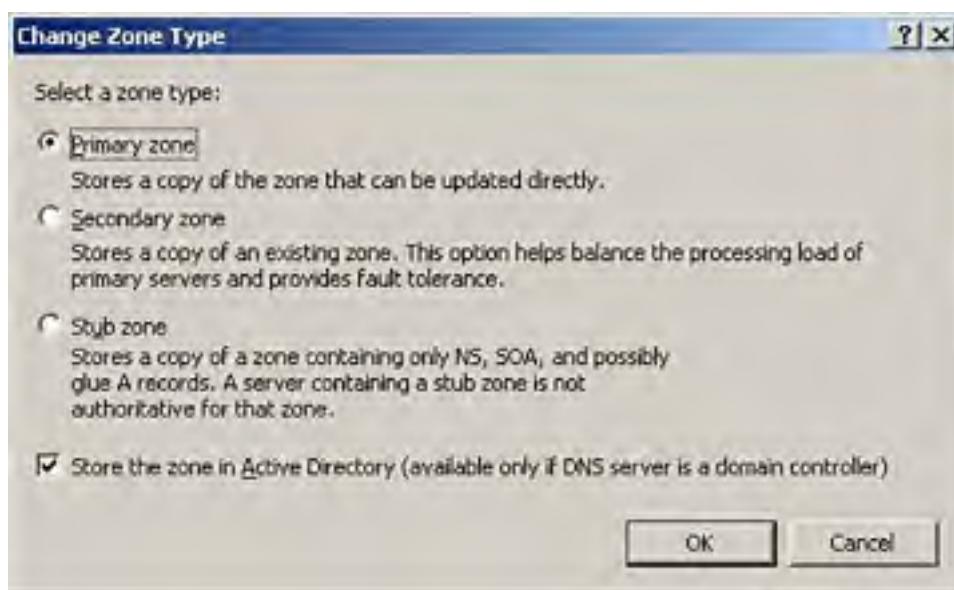 Change Zone Type
Select a zone type:
Primary zone
Stores a copy of the zone that can be updated directly.
Secondary zone
Stores a copy of an existing zone. This option helps balance the processing load of
primary servers and provides fault tolerance.
Stub zone
Stores a copy of a zone containing only NS, SOA, and possibly
glue A records. A server containing a stub zone is not
authoritative for that zone.
Store the zone in Active Directory (available only if DNS server is a domain controller)
OK Cancel